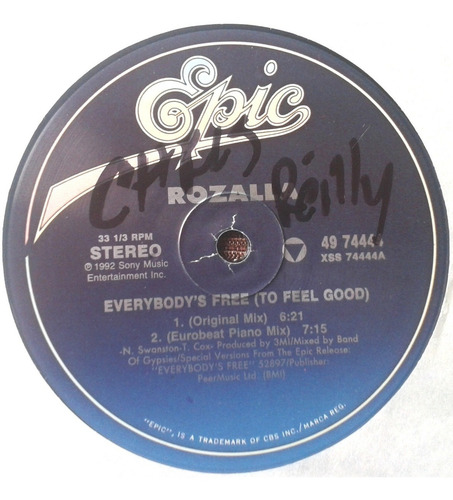 Epic
CHRIS
Reilly
ROZALLA
33 1/3 RPM
STEREO
℗ 1992 Sony Music
Entertainment Inc.
49 74444
XSS 74444A
EVERYBODY'S FREE (TO FEEL GOOD)
1. (Original Mix) 6:21
2. (Eurobeat Piano Mix) 7:15
-N. Swanston-T. Cox- Produced by 3MI/Mixed by Band
Of Gypsies/Special Versions From The Epic Release:
"EVERYBODY'S FREE" 52897/Publisher:
PeerMusic Ltd. (BMI)
"EPIC", IS A TRADEMARK OF CBS INC./MARCA REG.